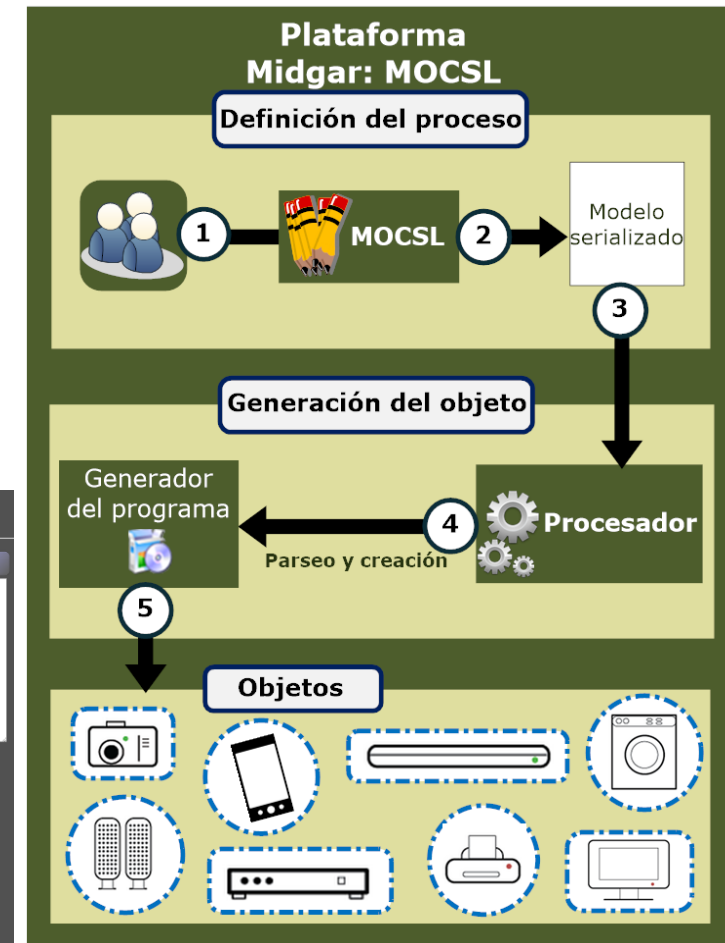 Plataforma
Midgar: MOCSL
Definición del proceso
1
MOCSL
2
Modelo
serializado
3
Generación del objeto
Generador
del programa
4
Procesador
Parseo y creación
5
Objetos